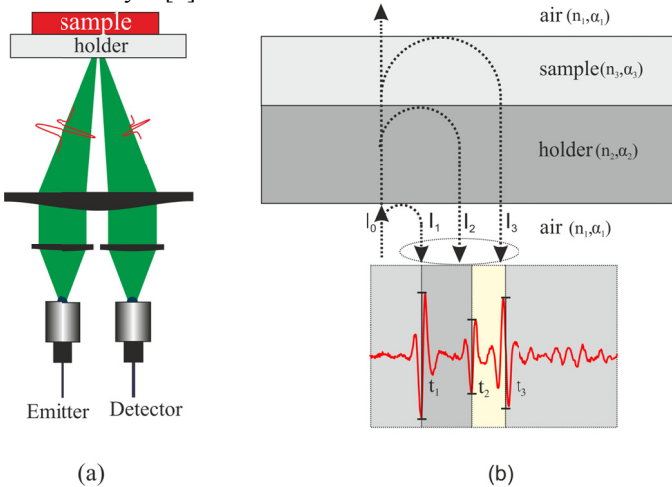 sample
holder
Emitter
Detector
(a)
air (n₁,α₁)
sample(n₃,α₃)
holder(n₂,α₂)
air (n₁,α₁)
I₀
I₁
I₂
I₃
t₁
t₂
t₃
(b)